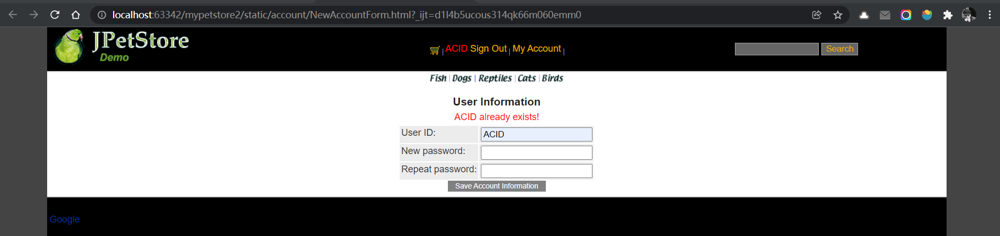 localhost:63342/mypetstore2/static/account/NewAccountForm.html?_ijt=d1l4b5ucous314qk66m060emm0
JPetStore
Demo
| ACID Sign Out | My Account |
Search
Fish | Dogs | Reptiles | Cats | Birds
User Information
ACID already exists!
User ID: ACID
New password:
Repeat password:
Save Account Information
Google